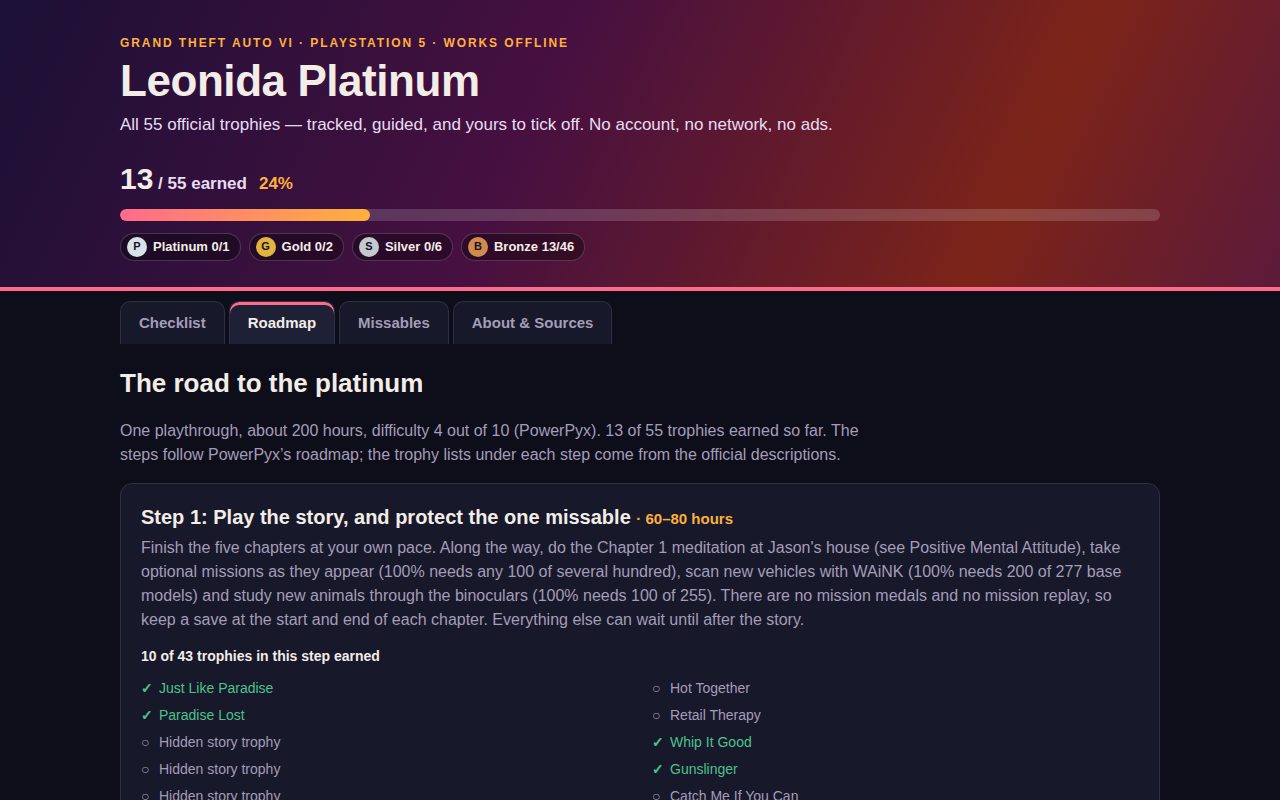 GRAND THEFT AUTO VI · PLAYSTATION 5 · WORKS OFFLINE
Leonida Platinum
All 55 official trophies — tracked, guided, and yours to tick off. No account, no network, no ads.
13 / 55 earned 24%
P Platinum 0/1 G Gold 0/2 S Silver 0/6 B Bronze 13/46
Checklist Roadmap Missables About & Sources
The road to the platinum
One playthrough, about 200 hours, difficulty 4 out of 10 (PowerPyx). 13 of 55 trophies earned so far. The
steps follow PowerPyx’s roadmap; the trophy lists under each step come from the official descriptions.
Step 1: Play the story, and protect the one missable · 60–80 hours
Finish the five chapters at your own pace. Along the way, do the Chapter 1 meditation at Jason's house (see Positive Mental Attitude), take
optional missions as they appear (100% needs any 100 of several hundred), scan new vehicles with WAiNK (100% needs 200 of 277 base
models) and study new animals through the binoculars (100% needs 100 of 255). There are no mission medals and no mission replay, so
keep a save at the start and end of each chapter. Everything else can wait until after the story.
10 of 43 trophies in this step earned
✓ Just Like Paradise
✓ Paradise Lost
○ Hidden story trophy
○ Hidden story trophy
○ Hidden story trophy
○ Hot Together
○ Retail Therapy
✓ Whip It Good
✓ Gunslinger
○ Catch Me If You Can